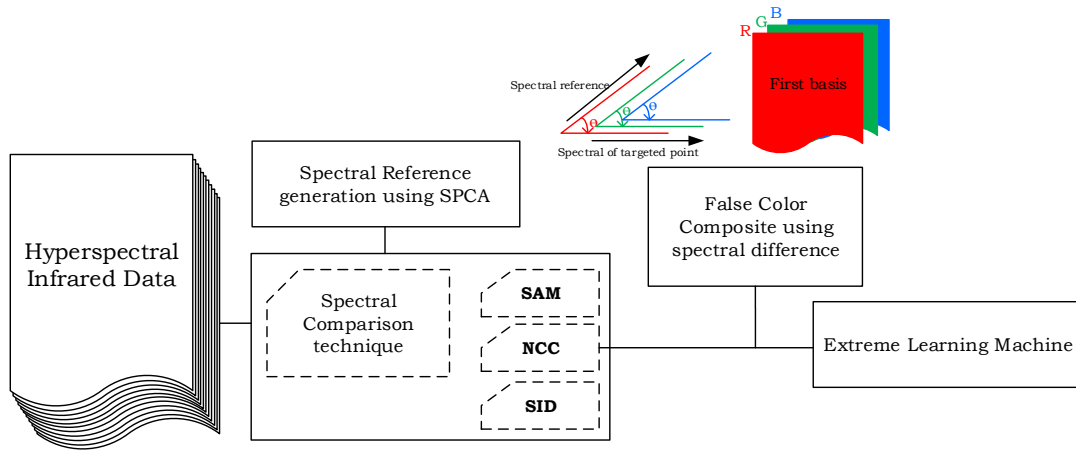 R
G
B
First basis
Spectral reference
Θ
Θ
Θ
Spectral of targeted point
Hyperspectral
Infrared Data
Spectral Reference
generation using SPCA
Spectral
Comparison
technique
SAM
NCC
SID
False Color
Composite using
spectral difference
Extreme Learning Machine